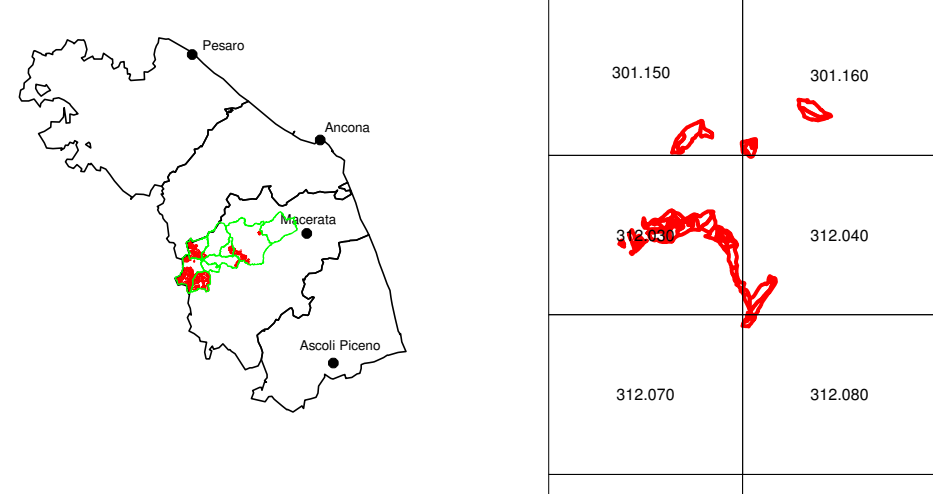 Pesaro
Ancona
Macerata
Ascoli Piceno
301.150
301.160
312.030
312.040
312.070
312.080